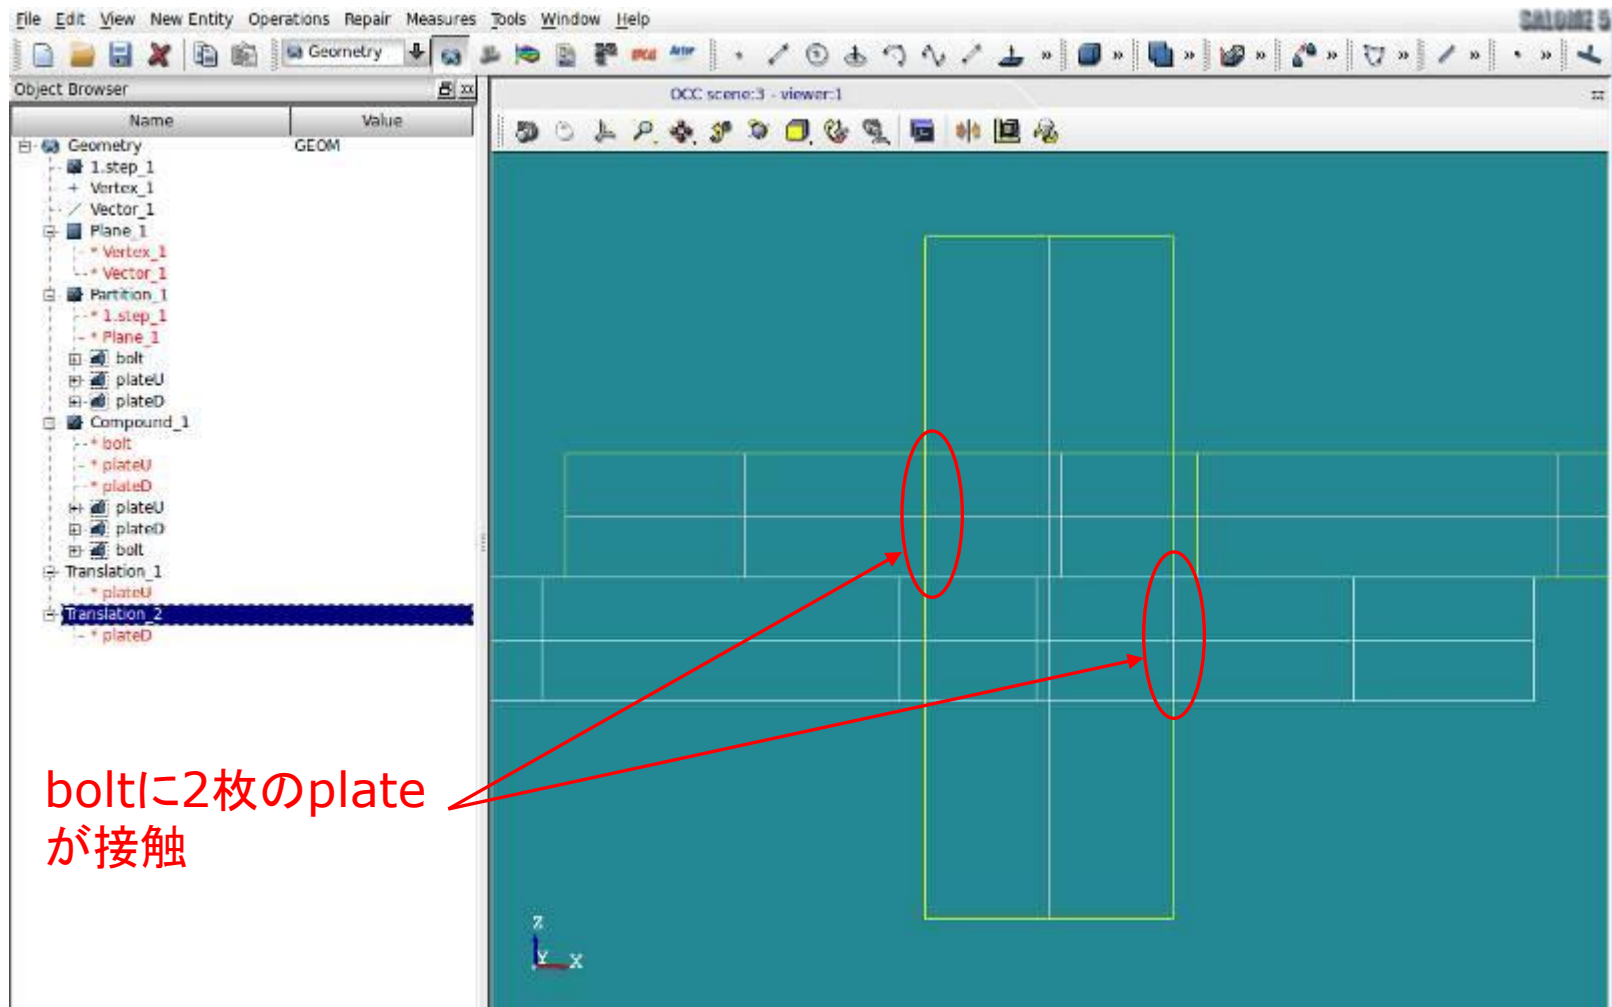 File Edit View New Entity Operations Repair Measures Tools Window Help
SALOME 5
Geometry
Object Browser
OCC scene:3 - viewer:1
Name Value
Geometry GEOM
1.step_1
Vertex_1
Vector_1
Plane_1
* Vertex_1
* Vector_1
Partition_1
* 1.step_1
* Plane_1
bolt
plateU
plateD
Compound_1
* bolt
* plateU
* plateD
plateU
plateD
bolt
Translation_1
* plateU
Translation_2
* plateD
boltに2枚のplate
が接触
Z
Y X